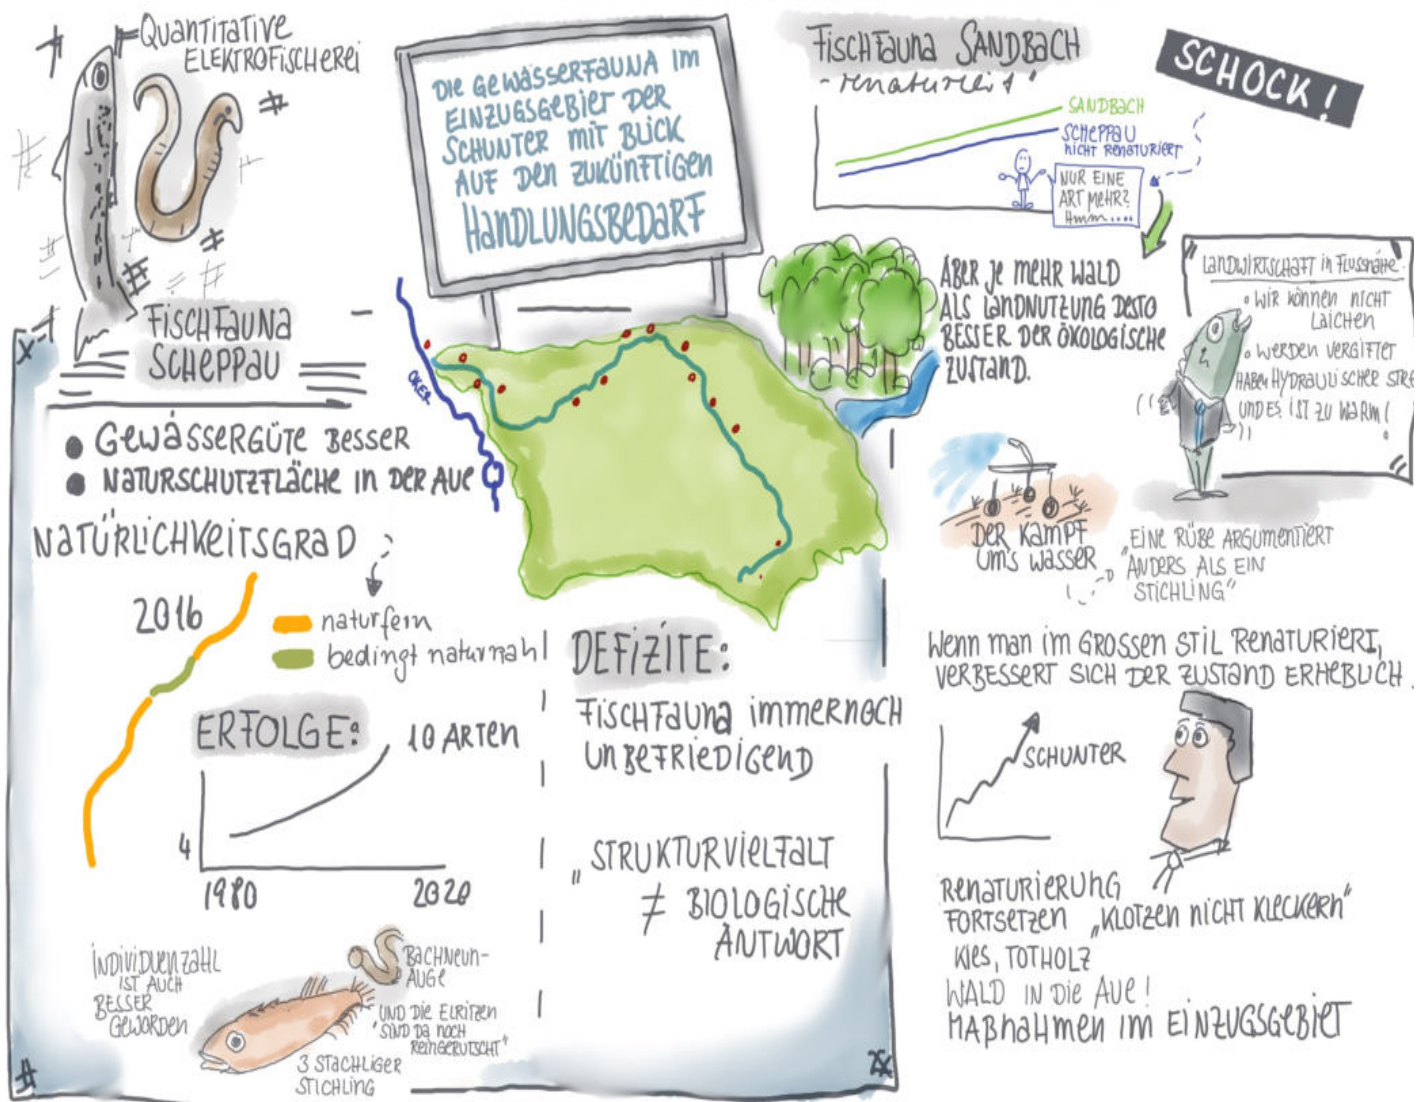 QUANTITATIVE
ELEKTROFISCHEREI
FISCHFAUNA
SCHEPPAU
GEWÄSSERGÜTE BESSER
NATURSCHUTZFLÄCHE IN DER AUE
NATÜRLICHKEITSGRAD
2016
naturfern
bedingt naturnah
ERFOLGE:
10 ARTEN
4
1980
2020
INDIVIDUENZAHL
IST AUCH
BESSER
GEWORDEN
BACHNEUN-
AUGE
"UND DIE ELRITZEN
SIND DA NOCH
REINGERUTSCHT"
3 STACHLIGER
STICHLING
DIE GEWÄSSERFAUNA IM
EINZUGSGEBIET DER
SCHUNTER MIT BLICK
AUF DEN ZUKÜNFTIGEN
HANDLUNGSBEDARF
OKER
DEFIZITE:
FISCHFAUNA IMMERNOCH
UNBEFRIEDIGEND
„STRUKTURVIELFALT
≠ BIOLOGISCHE
ANTWORT
FISCHFAUNA SANDBACH
-renaturiert"
SCHOCK!
SANDBACH
SCHEPPAU
NICHT RENATURIERT
NUR EINE
ART MEHR?
Hmm....
ABER JE MEHR WALD
ALS LANDNUTZUNG DESTO
BESSER DER ÖKOLOGISCHE
ZUSTAND.
LANDWIRTSCHAFT in Flussnähe
WIR KÖNNEN NICHT
LAICHEN
WERDEN VERGIFTET
HABEN HYDRAULISCHER STRE
UND ES IST ZU WARM!
DER KAMPF
UM'S WASSER
„EINE RÜBE ARGUMENTIERT
ANDERS ALS EIN
STICHLING"
Wenn man im GROSSEN STIL RENATURIERT,
VERBESSERT SICH DER ZUSTAND ERHEBLICH.
SCHUNTER
RENATURIERUNG
FORTSETZEN „KLOTZEN NICHT KLECKERN"
KIES, TOTHOLZ
WALD IN DIE AUE!
MAßNAHMEN IM EINZUGSGEBIET